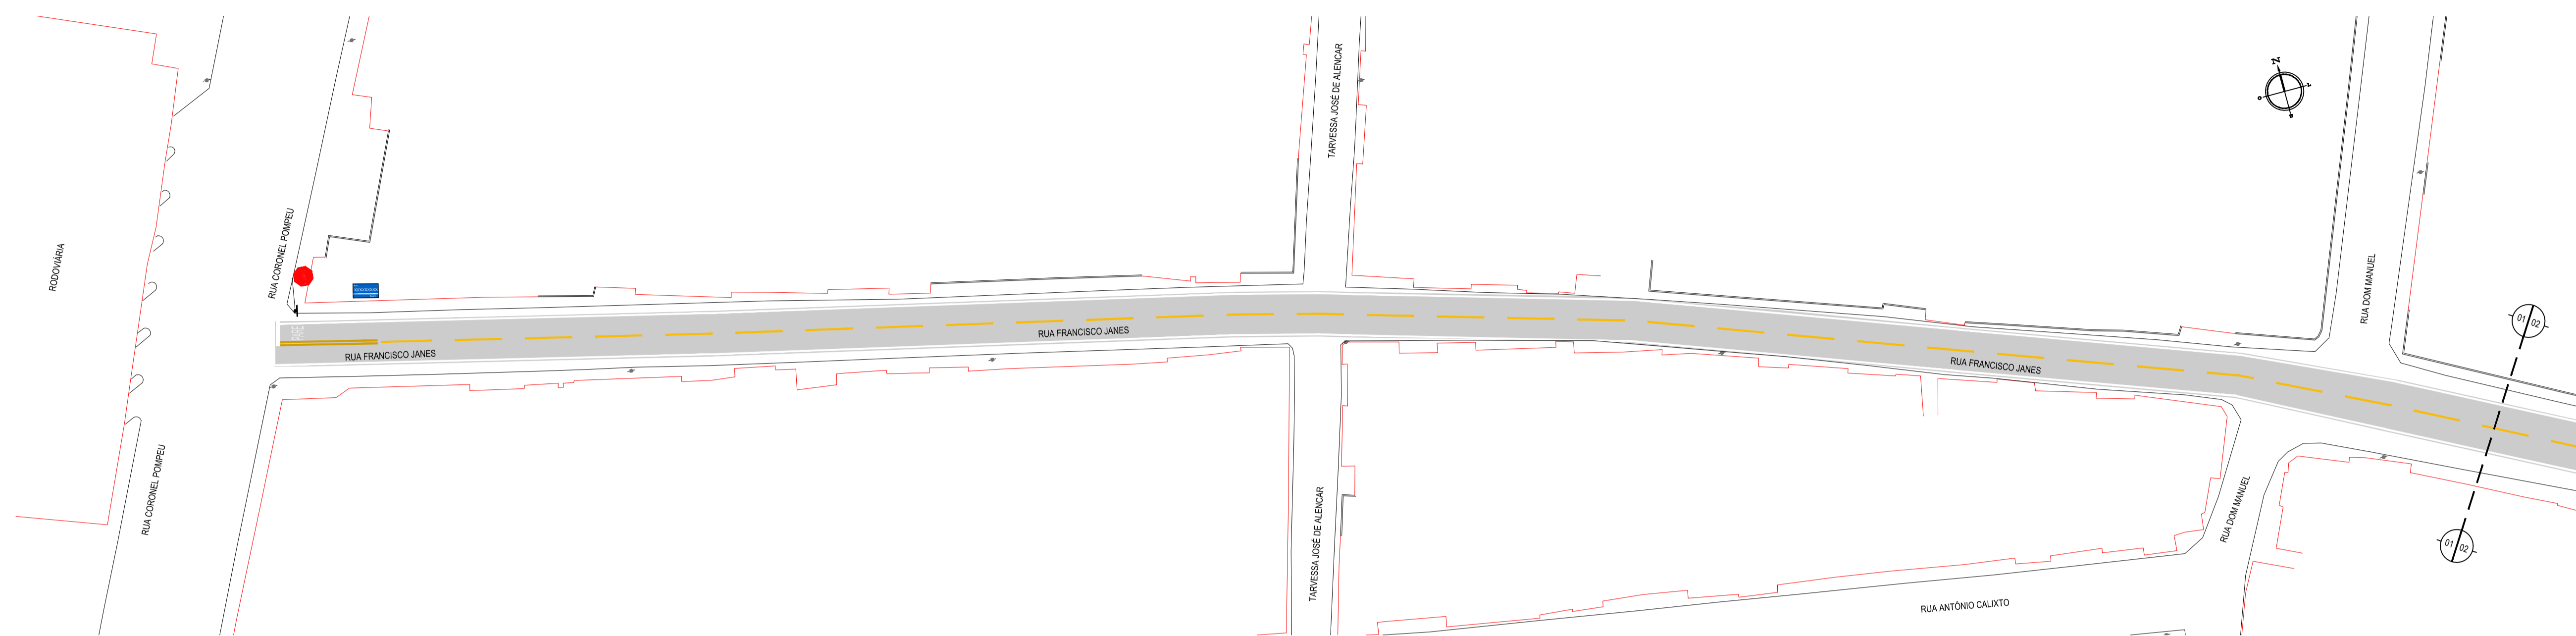 TARVESSA JOSÉ DE ALENCAR
RUA CORONEL POMPEU
RODOVIÁRIA
RUA DOM MANUEL
01 02
RUA FRANCISCO JANES
RUA FRANCISCO JANES
RUA FRANCISCO JANES
RUA CORONEL POMPEU
TARVESSA JOSÉ DE ALENCAR
RUA DOM MANUEL
01 02
RUA ANTÔNIO CALIXTO